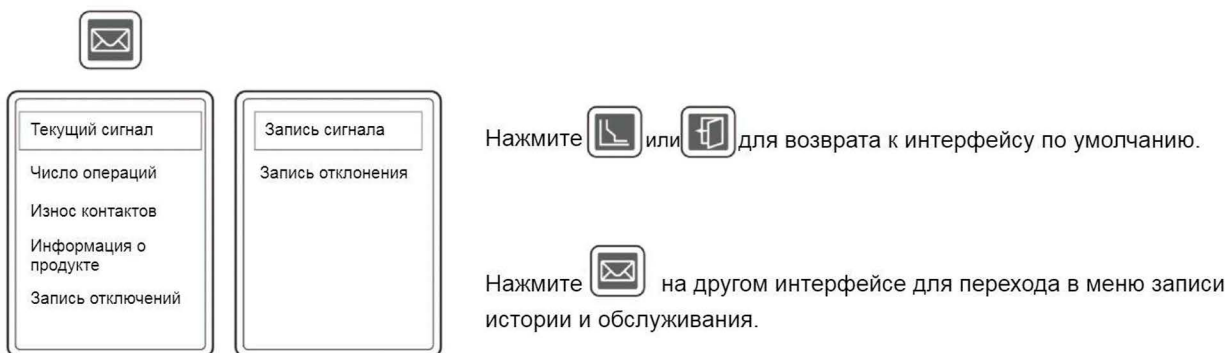 Текущий сигнал
Число операций
Износ контактов
Информация о
продукте
Запись отключений
Запись сигнала
Запись отклонения
Нажмите или для возврата к интерфейсу по умолчанию.
Нажмите на другом интерфейсе для перехода в меню записи
истории и обслуживания.